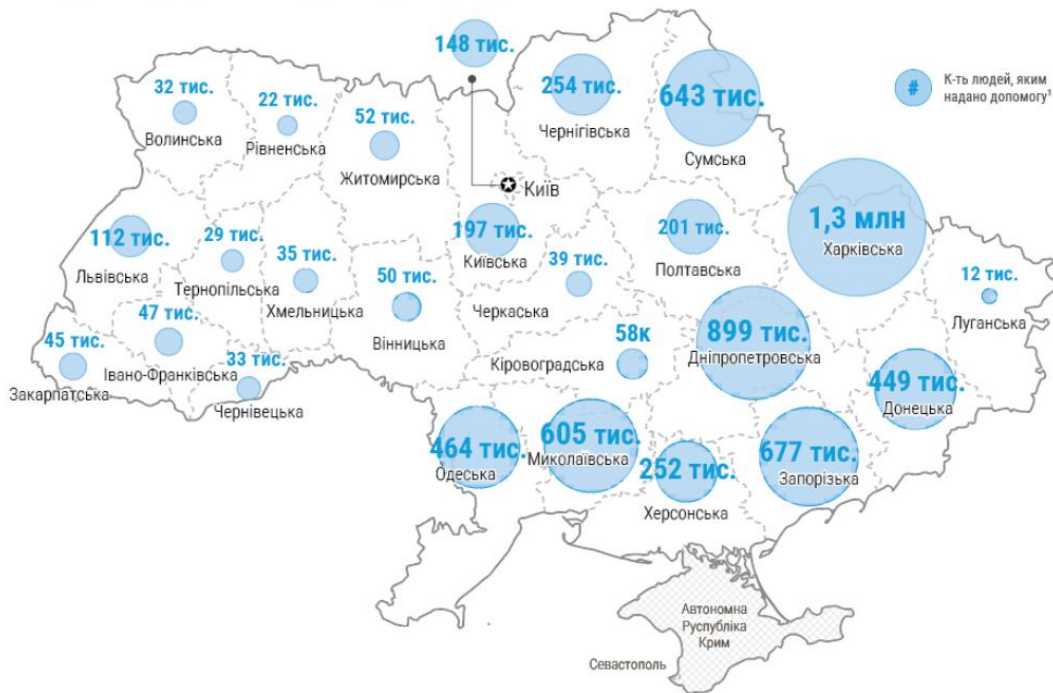 148 тис.
254 тис.
Чернігівська
643 тис.
Сумська
#
К-ть людей, яким
надано допомогу¹
32 тис.
Волинська
22 тис.
Рівненська
52 тис.
Житомирська
Київ
1,3 млн
Харківська
112 тис.
Львівська
29 тис.
Тернопільська
35 тис.
Хмельницька
50 тис.
Вінницька
197 тис.
Київська
39 тис.
Черкаська
201 тис.
Полтавська
12 тис.
Луганська
45 тис.
Закарпатська
47 тис.
Івано-Франківська
33 тис.
Чернівецька
58к
Кіровоградська
899 тис.
Дніпропетровська
449 тис.
Донецька
464 тис.
Одеська
605 тис.
Миколаївська
252 тис.
Херсонська
677 тис.
Запорізька
Автономна
Руспубліка
Крим
Севастополь